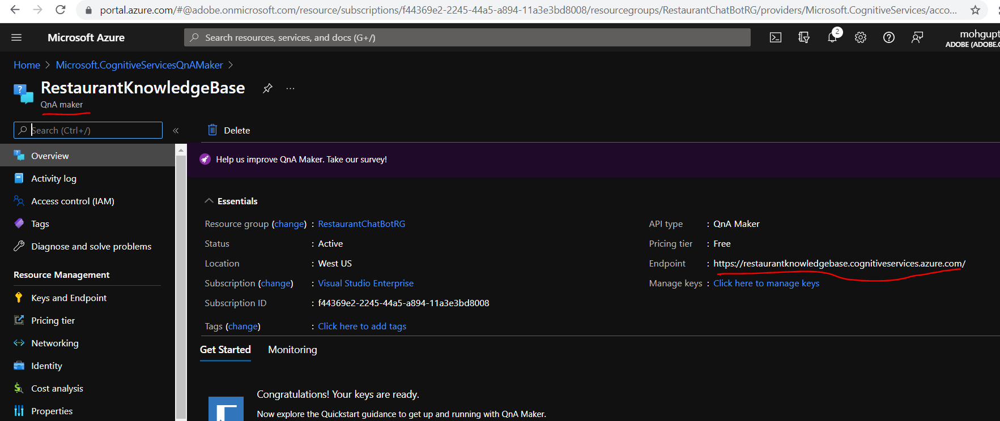 portal.azure.com/#@adobe.onmicrosoft.com/resource/subscriptions/f44369e2-2245-44a5-a894-11a3e3bd8008/resourcegroups/RestaurantChatBotRG/providers/Microsoft.CognitiveServices/acco...
Microsoft Azure
Search resources, services, and docs (G+/)
2
mohgupt
ADOBE (ADOBE.O
Home > Microsoft.CognitiveServicesQnAMaker >
RestaurantKnowledgeBase ...
QnA maker
Search (Ctrl+/)
«
Delete
Overview
Help us improve QnA Maker. Take our survey!
Activity log
Access control (IAM)
Tags
Diagnose and solve problems
Resource Management
Keys and Endpoint
Pricing tier
Networking
Identity
Cost analysis
Properties
Essentials
Resource group (change) : RestaurantChatBotRG
Status : Active
Location : West US
Subscription (change) : Visual Studio Enterprise
Subscription ID : f44369e2-2245-44a5-a894-11a3e3bd8008
Tags (change) : Click here to add tags
API type : QnA Maker
Pricing tier : Free
Endpoint : https://restaurantknowledgebase.cognitiveservices.azure.com/
Manage keys : Click here to manage keys
Get Started Monitoring
Congratulations! Your keys are ready.
Now explore the Quickstart guidance to get up and running with QnA Maker.